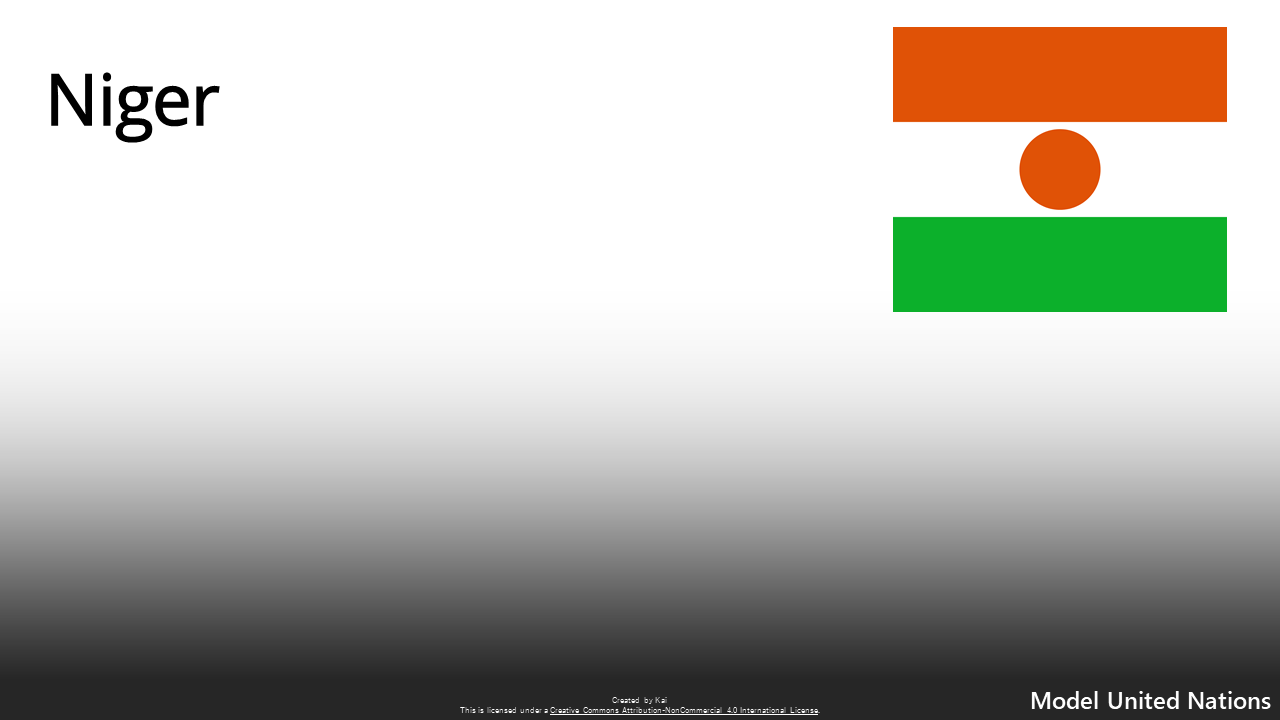 Niger
Created by Kai
This is licensed under a Creative Commons Attribution-NonCommercial 4.0 International License.
Model United Nations